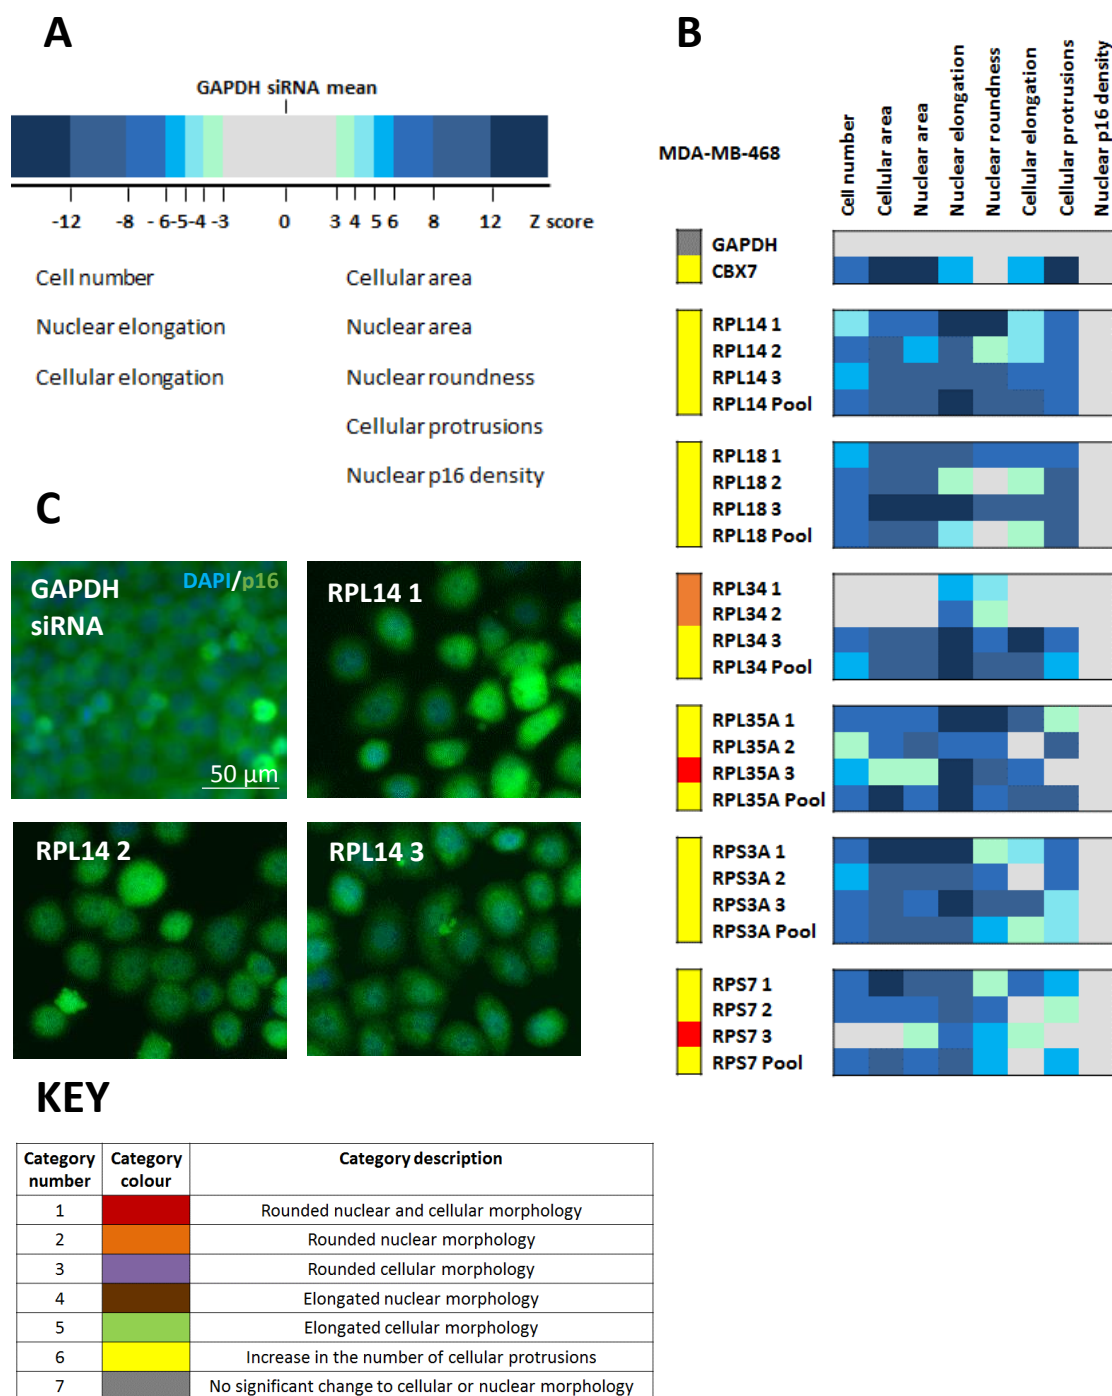 A
GAPDH siRNA mean
-12 -8 - 6-5-4 -3 0 3 4 5 6 8 12 Z score
Cell number
Nuclear elongation
Cellular elongation
Cellular area
Nuclear area
Nuclear roundness
Cellular protrusions
Nuclear p16 density
B
MDA-MB-468
Cell number
Cellular area
Nuclear area
Nuclear elongation
Nuclear roundness
Cellular elongation
Cellular protrusions
Nuclear p16 density
GAPDH
CBX7
RPL14 1
RPL14 2
RPL14 3
RPL14 Pool
RPL18 1
RPL18 2
RPL18 3
RPL18 Pool
RPL34 1
RPL34 2
RPL34 3
RPL34 Pool
RPL35A 1
RPL35A 2
RPL35A 3
RPL35A Pool
RPS3A 1
RPS3A 2
RPS3A 3
RPS3A Pool
RPS7 1
RPS7 2
RPS7 3
RPS7 Pool
C
GAPDH
siRNA
DAPI/p16
50 µm
RPL14 1
RPL14 2
RPL14 3
KEY
Category number Category colour Category description
1 Rounded nuclear and cellular morphology
2 Rounded nuclear morphology
3 Rounded cellular morphology
4 Elongated nuclear morphology
5 Elongated cellular morphology
6 Increase in the number of cellular protrusions
7 No significant change to cellular or nuclear morphology